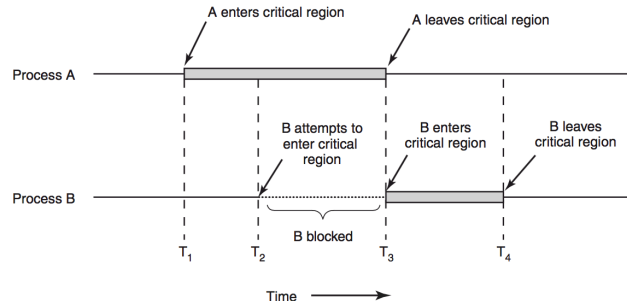 A enters critical region
A leaves critical region
Process A
B attempts to
enter critical
region
B enters
critical region
B leaves
critical region
Process B
B blocked
T1
T2
T3
T4
Time